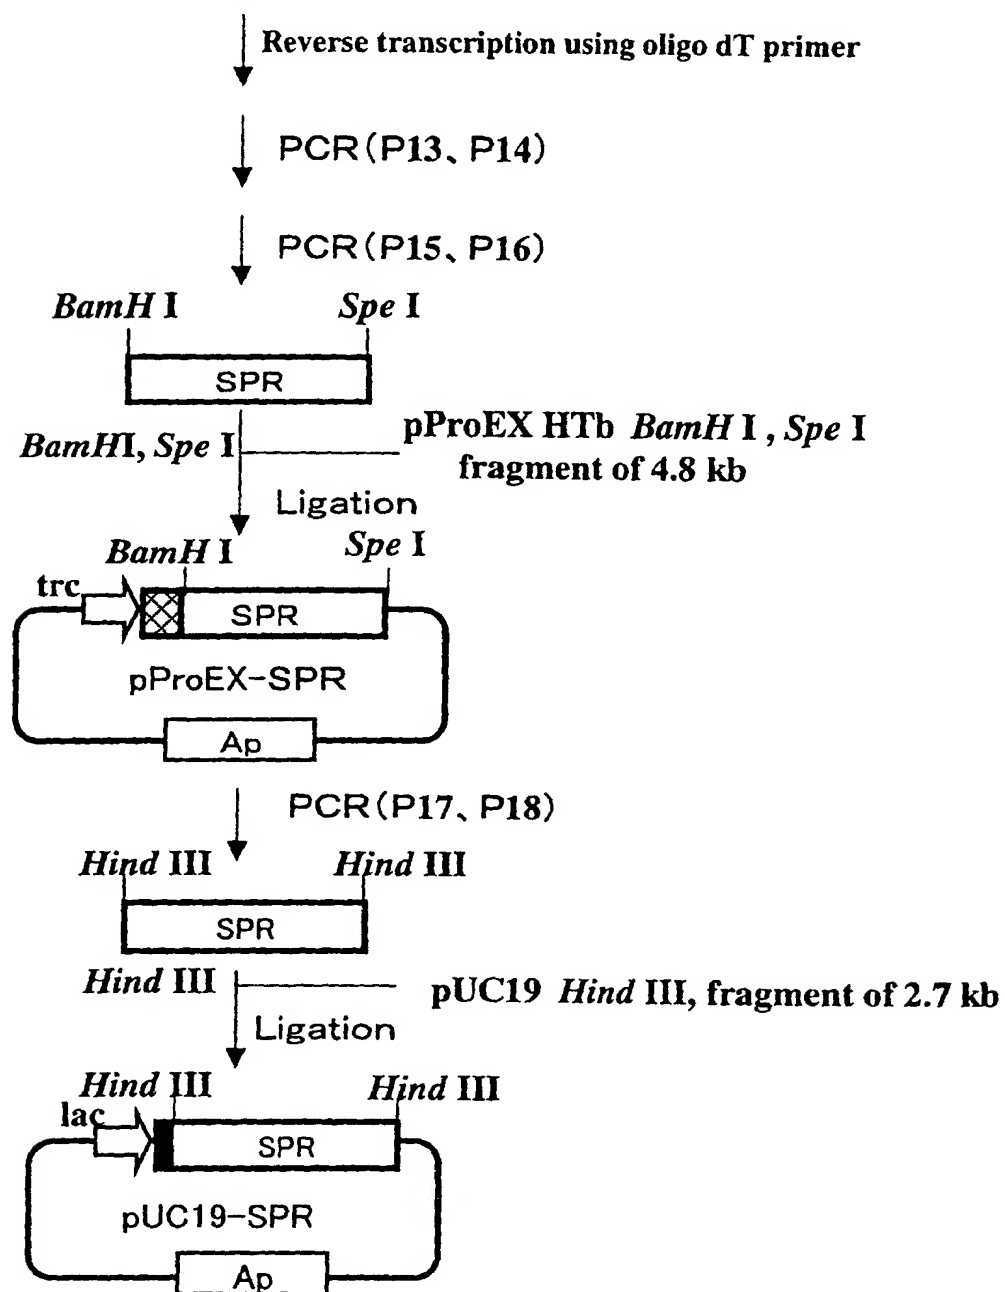 Reverse transcription using oligo dT primer
PCR(P13、P14)
PCR(P15、P16)
BamH I Spe I
SPR
BamHI, Spe I
pProEX HTb BamH I , Spe I
fragment of 4.8 kb
Ligation
BamH I Spe I
trc
SPR
pProEX-SPR
Ap
PCR(P17、P18)
Hind III Hind III
SPR
Hind III
pUC19 Hind III, fragment of 2.7 kb
Ligation
Hind III Hind III
lac
SPR
pUC19-SPR
Ap